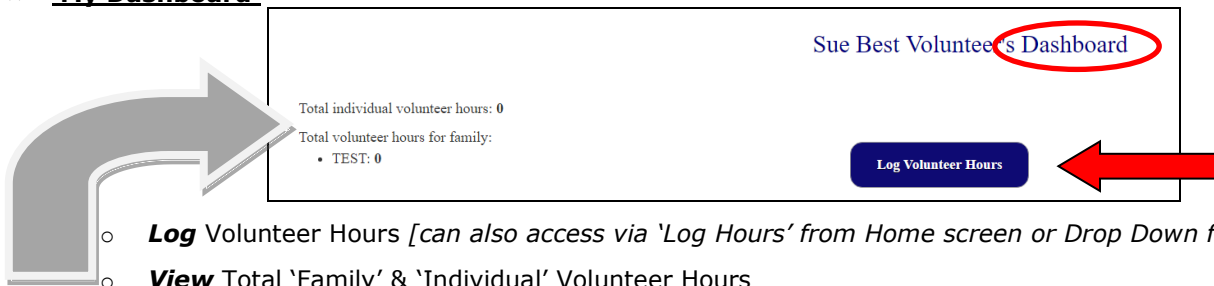 'My Dashboard'
Sue Best Volunteer's Dashboard
Total individual volunteer hours: 0
Total volunteer hours for family:
• TEST: 0
Log Volunteer Hours
o Log Volunteer Hours [can also access via ‘Log Hours’ from Home screen or Drop Down
o View Total ‘Family’ & ‘Individual’ Volunteer Hours